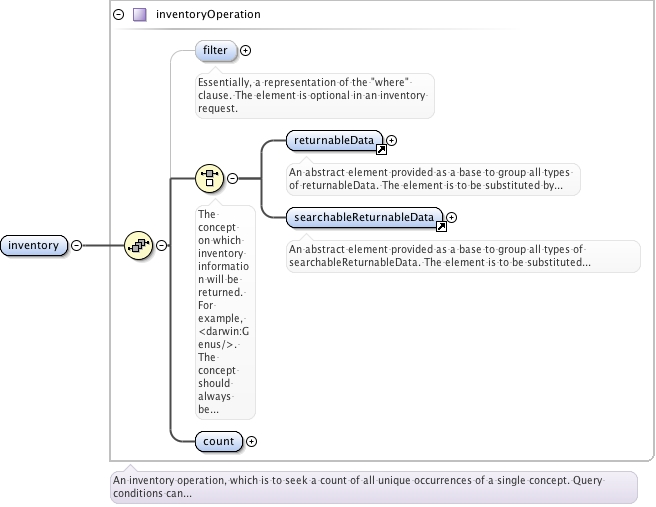 inventoryOperation
filter
Essentially, a representation of the "where"
clause. The element is optional in an inventory
request.
returnableData
An abstract element provided as a base to group all types
of returnableData. The element is to be substituted by...
searchableReturnableData
An abstract element provided as a base to group all types of
searchableReturnableData. The element is to be substituted...
The
concept
on which
inventory
informatio
n will be
returned.
For
example,
<darwin:G
enus/>.
The
concept
should
always
be...
inventory
count
An inventory operation, which is to seek a count of all unique occurrences of a single concept. Query
conditions can...